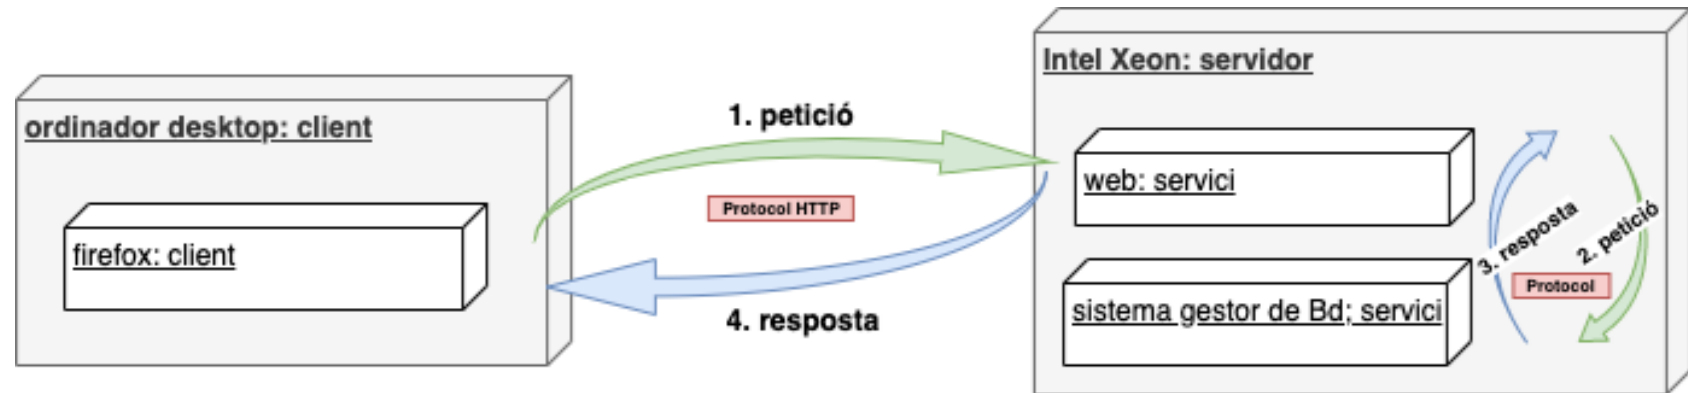 Intel Xeon: servidor
ordinador desktop: client
1. petició
web: servici
Protocol HTTP
firefox: client
3. resposta
2. petició
Protocol
sistema gestor de Bd; servici
4. resposta